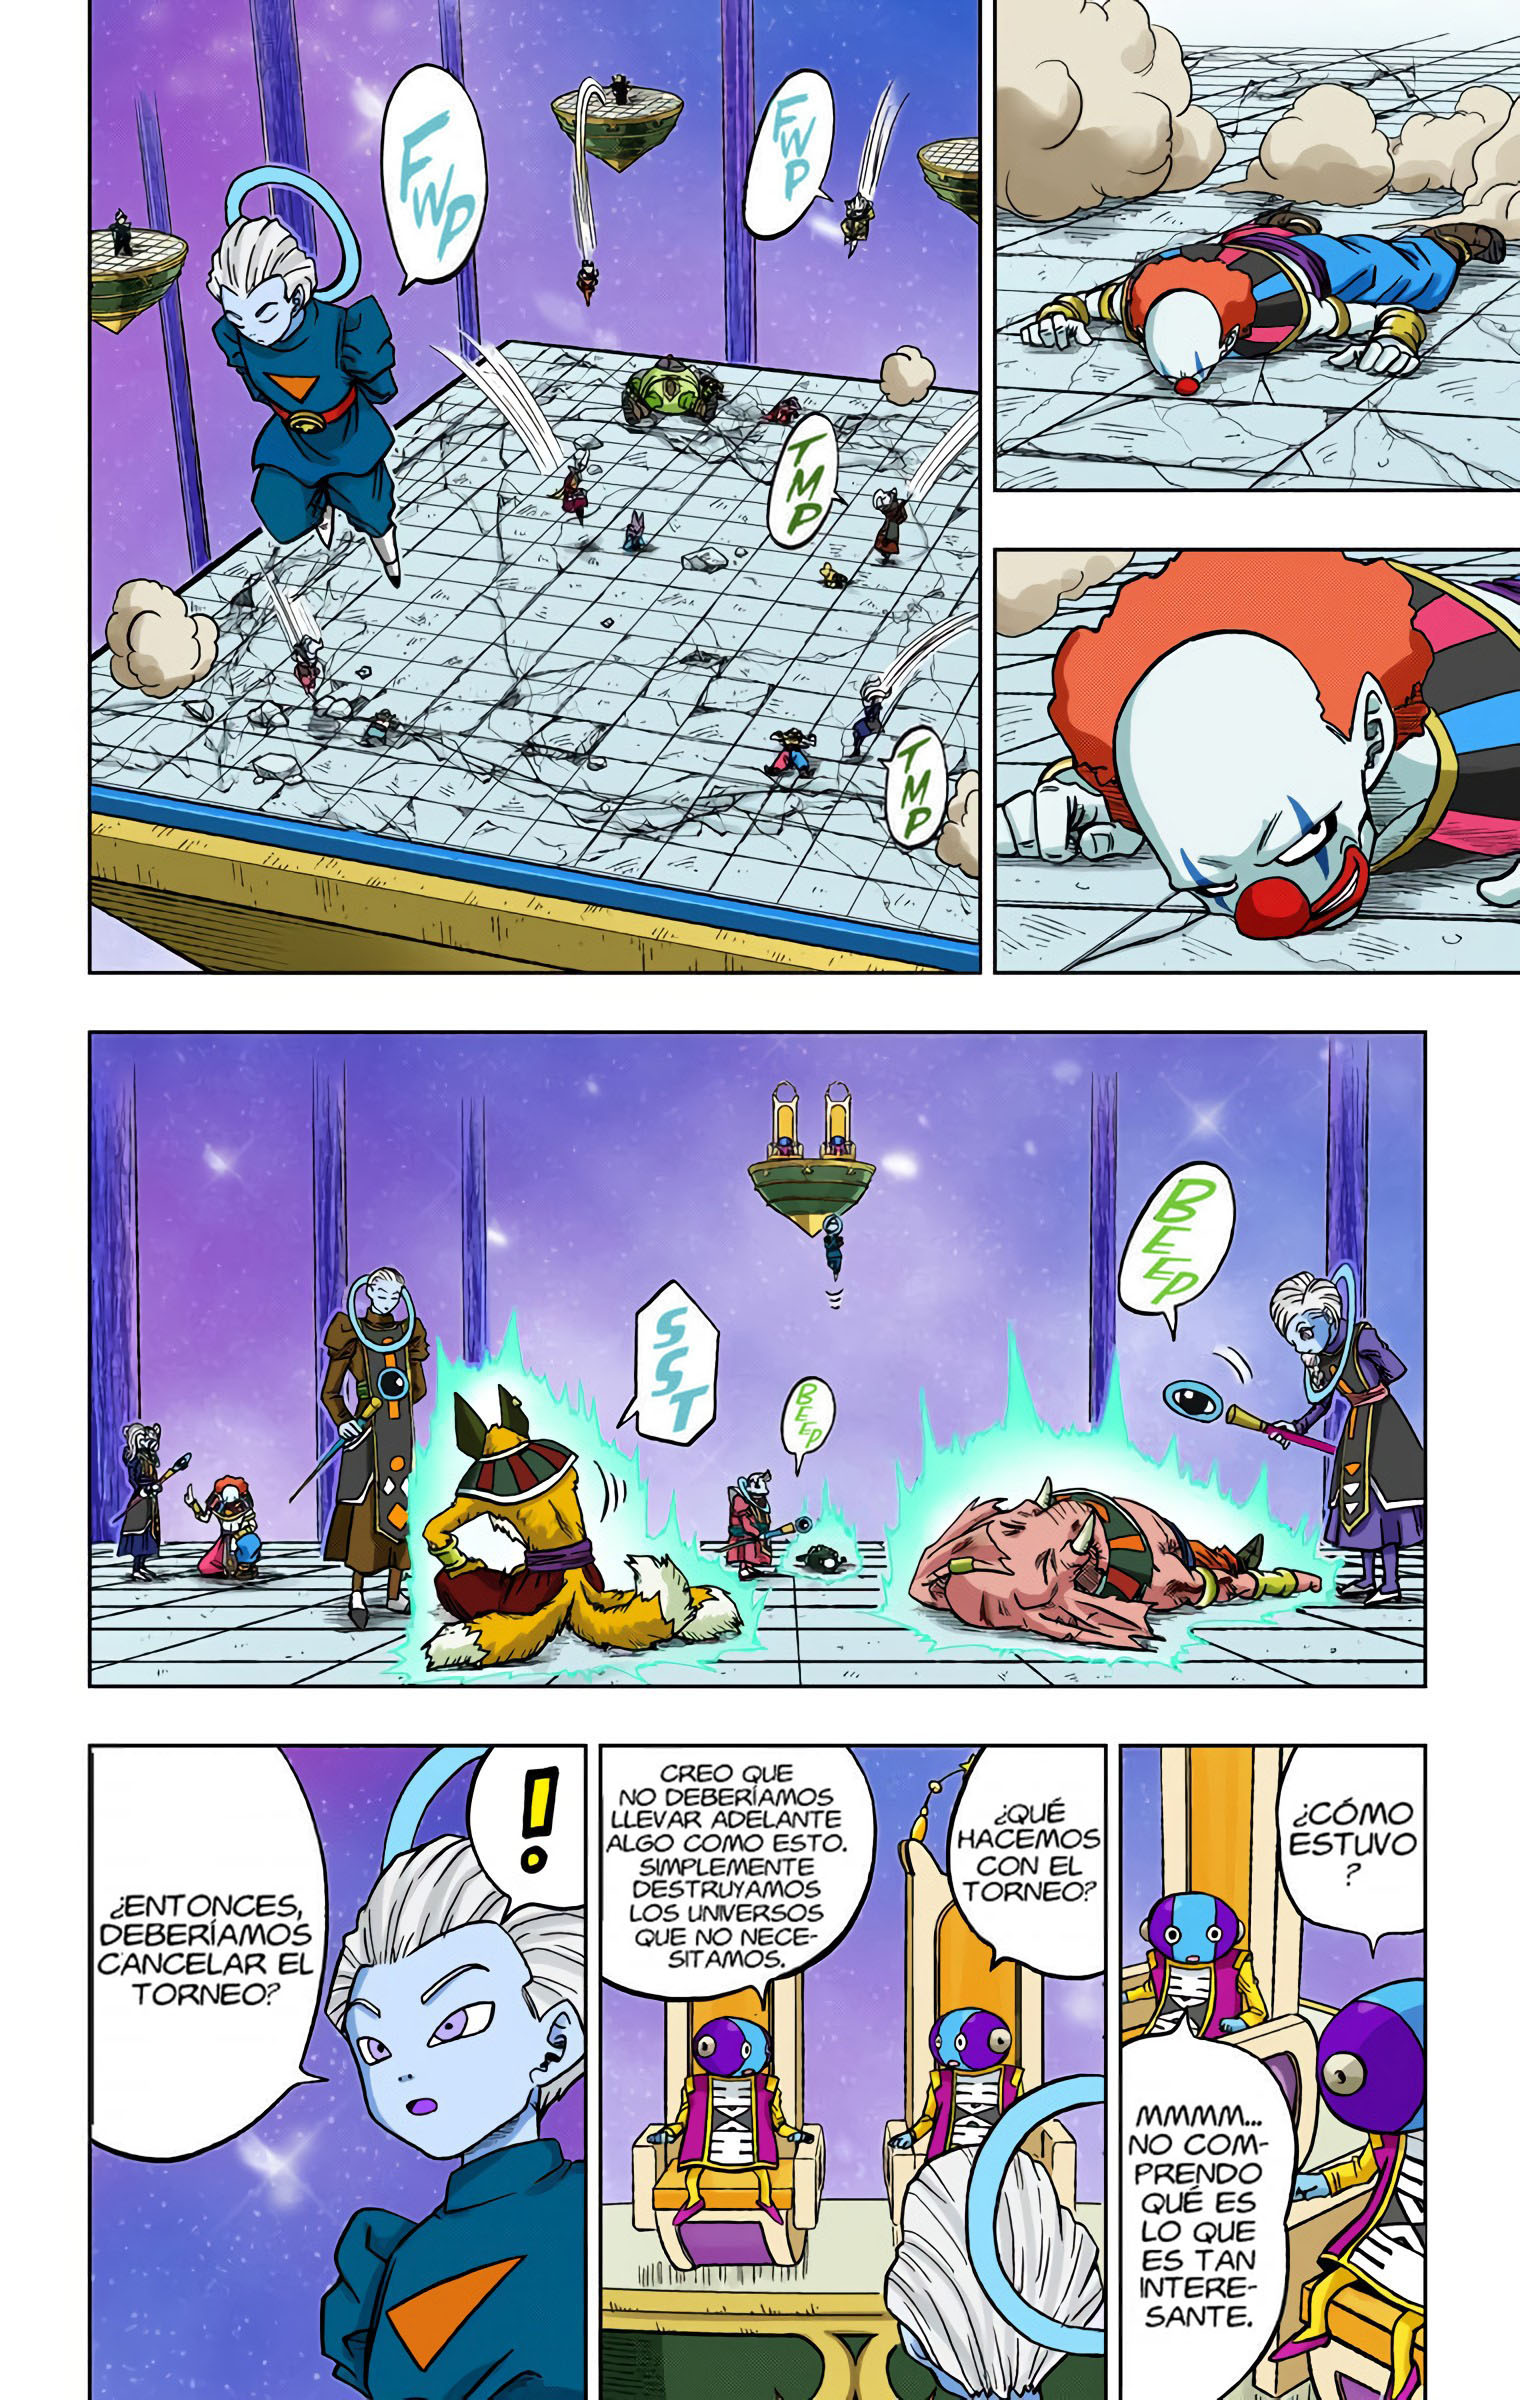 FWP
FWP
TMP
TMP
BEEP
BEEP
SST
¿CÓMO
ESTUVO
?
MMMM...
NO COM-
PRENDO
QUÉ ES
LO QUE
ES TAN
INTERE-
SANTE.
¿QUÉ
HACEMOS
CON EL
TORNEO?
CREO QUE
NO DEBERÍAMOS
LLEVAR ADELANTE
ALGO COMO ESTO.
SIMPLEMENTE
DESTRUYAMOS
LOS UNIVERSOS
QUE NO NECE-
SITAMOS.
!
¿ENTONCES,
DEBERÍAMOS
CANCELAR EL
TORNEO?